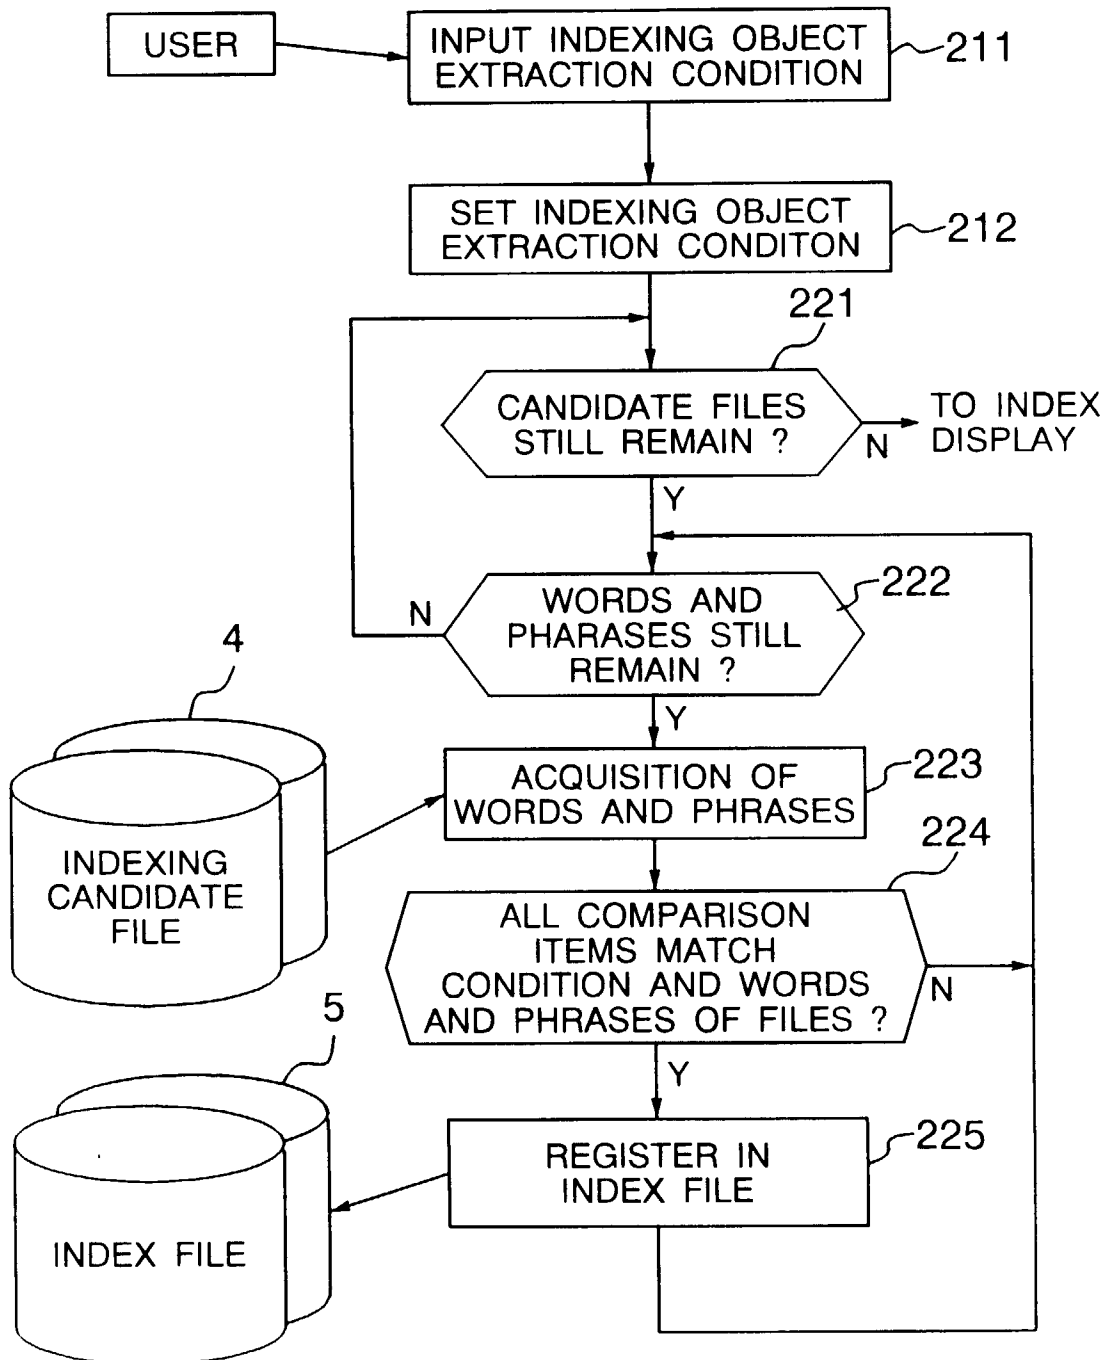 USER
INPUT INDEXING OBJECT
EXTRACTION CONDITION
211
SET INDEXING OBJECT
EXTRACTION CONDITON
212
221
CANDIDATE FILES
STILL REMAIN ?
N
TO INDEX
DISPLAY
Y
222
WORDS AND
PHARASES STILL
REMAIN ?
N
Y
4
INDEXING
CANDIDATE
FILE
ACQUISITION OF
WORDS AND PHRASES
223
224
ALL COMPARISON
ITEMS MATCH
CONDITION AND WORDS
AND PHRASES OF FILES ?
N
Y
5
INDEX FILE
REGISTER IN
INDEX FILE
225